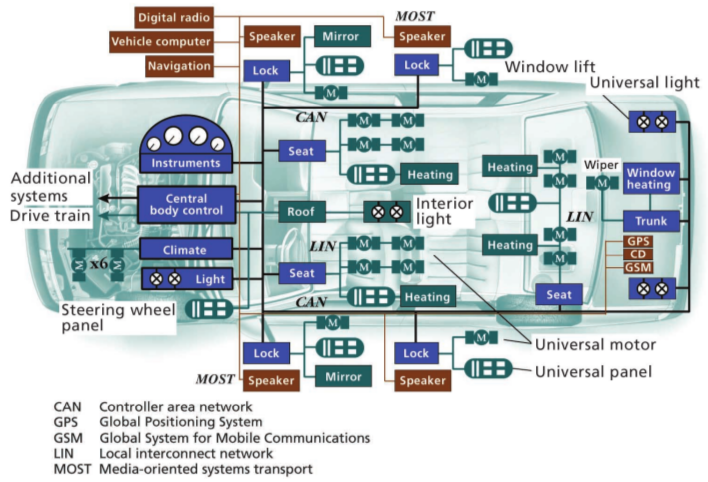 Digital radio
MOST
Vehicle computer
Speaker
Mirror
Speaker
Navigation
Lock
Lock
M
M
Window lift
Universal light
CAN
Instruments
Seat
M
M
M
M
Heating
Heating
M
M
Wiper
M
Window
heating
Additional
systems
Drive train
Central
body control
Roof
Interior
light
LIN
Trunk
M
x6
M
Climate
LIN
M
M
M
M
Heating
M
M
GPS
CD
GSM
Light
Seat
CAN
Heating
Seat
Steering wheel
panel
M
Lock
Lock
M
Universal motor
M
MOST
Speaker
Mirror
Speaker
Universal panel
CAN Controller area network
GPS Global Positioning System
GSM Global System for Mobile Communications
LIN Local interconnect network
MOST Media-oriented systems transport